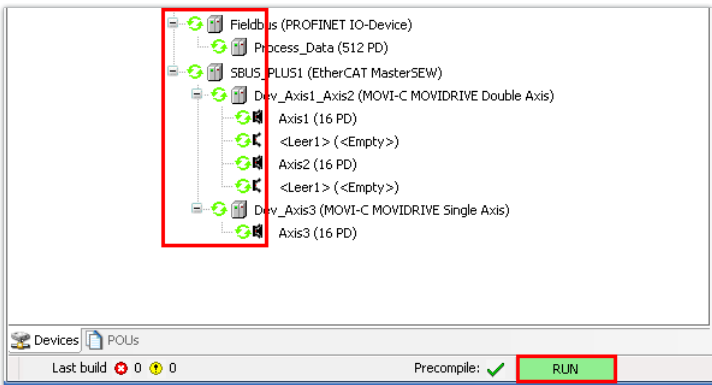 Fieldbus (PROFINET IO-Device)
Process_Data (512 PD)
SBUS_PLUS1 (EtherCAT MasterSEW)
Dev_Axis1_Axis2 (MOVI-C MOVIDRIVE Double Axis)
Axis1 (16 PD)
<Leer1> (<Empty>)
Axis2 (16 PD)
<Leer1> (<Empty>)
Dev_Axis3 (MOVI-C MOVIDRIVE Single Axis)
Axis3 (16 PD)
Devices POUs
Last build 0 0 Precompile: RUN